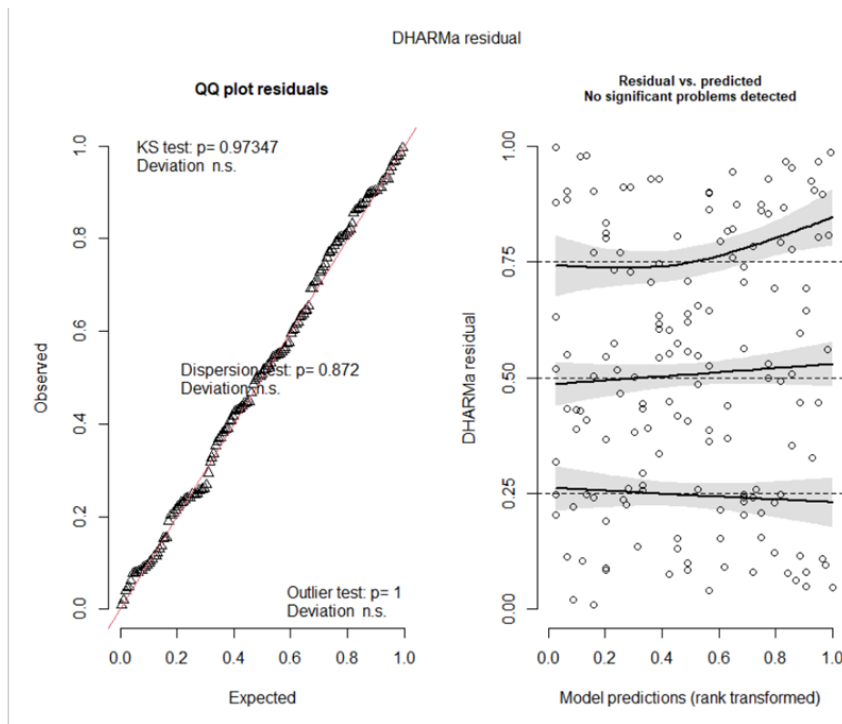 DHARMa residual
QQ plot residuals
KS test: p= 0.97347
Deviation n.s.
Dispersion test: p= 0.872
Deviation n.s.
Outlier test: p= 1
Deviation n.s.
Observed
0.0 0.2 0.4 0.6 0.8 1.0
0.0 0.2 0.4 0.6 0.8 1.0
Expected
Residual vs. predicted
No significant problems detected
DHARMa residual
0.00 0.25 0.50 0.75 1.00
0.0 0.2 0.4 0.6 0.8 1.0
Model predictions (rank transformed)